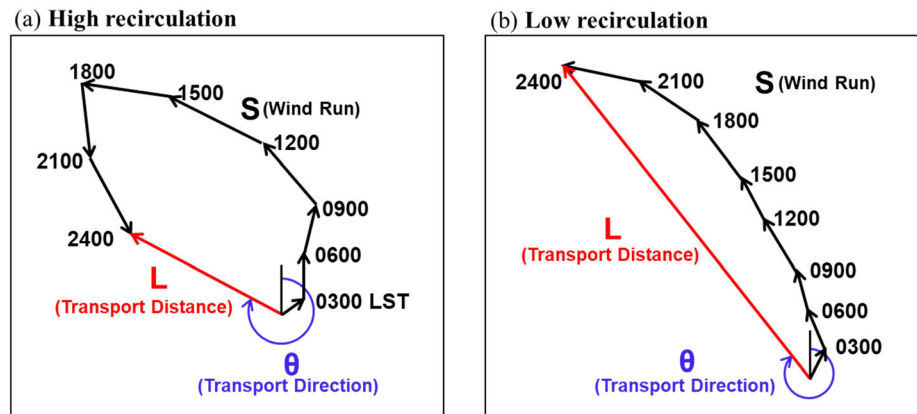 (a) High recirculation
1800
1500
S (Wind Run)
1200
2100
0900
2400
0600
L
(Transport Distance)
0300 LST
θ
(Transport Direction)
(b) Low recirculation
2400
2100
S (Wind Run)
1800
1500
1200
L
(Transport Distance)
0900
0600
0300
θ
(Transport Direction)